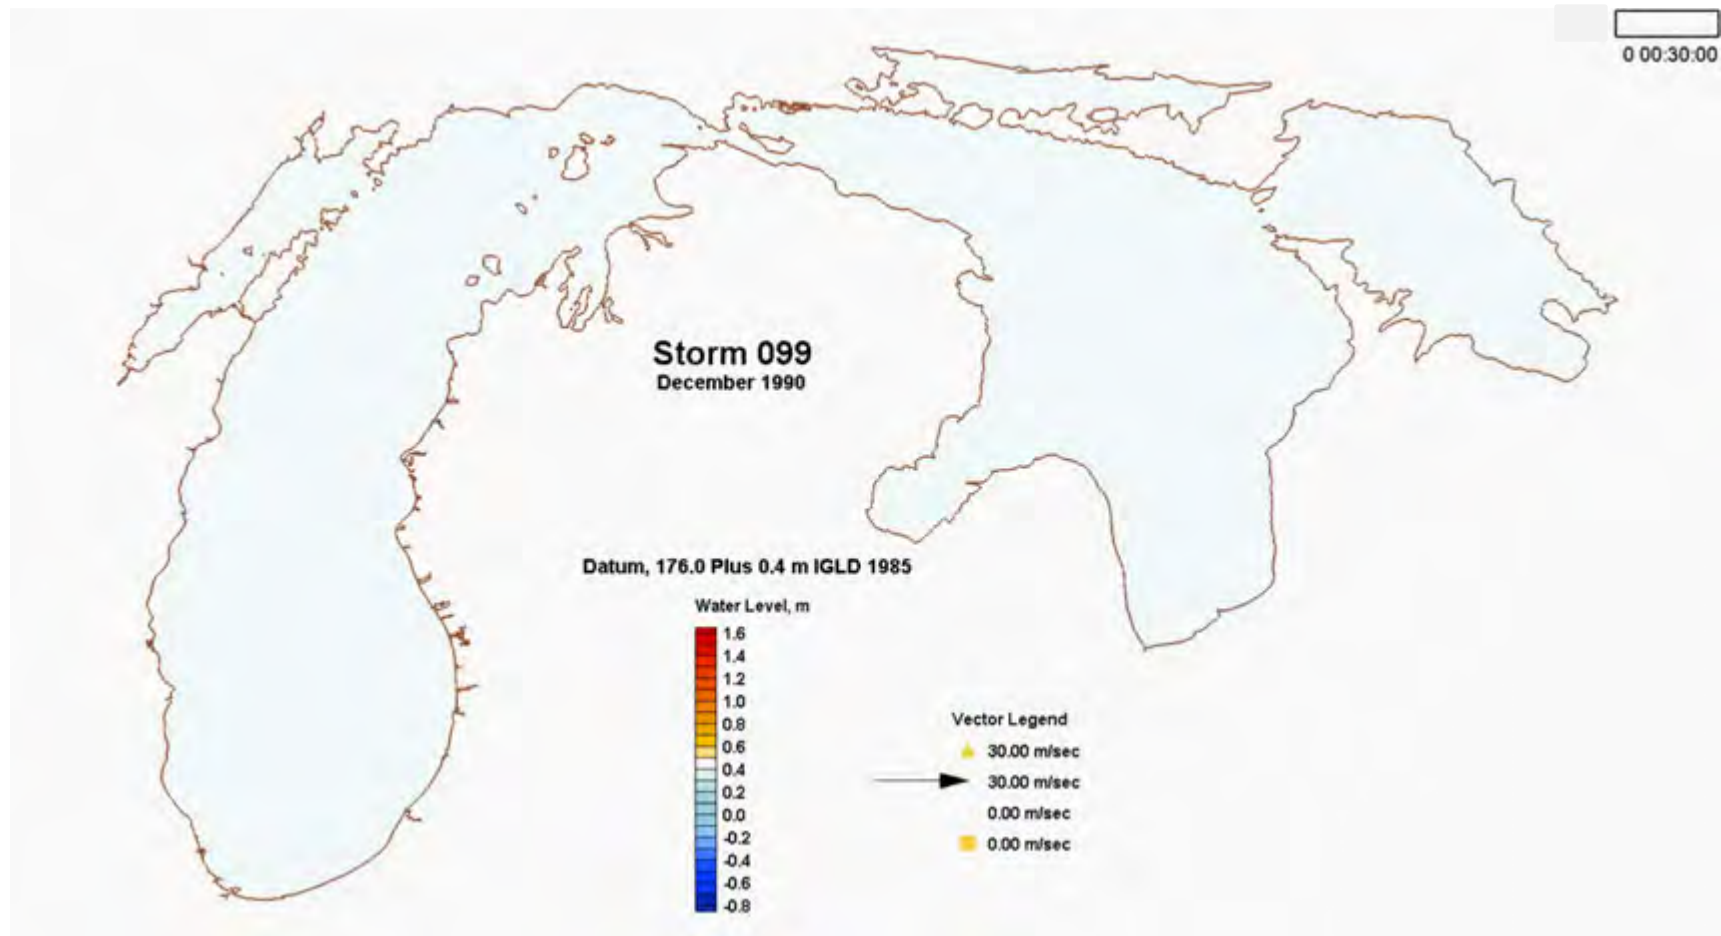 0 00:30:00
Storm 099
December 1990
Datum, 176.0 Plus 0.4 m IGLD 1985
Water Level, m
1.6
1.4
1.2
1.0
0.8
0.6
0.4
0.2
0.0
-0.2
-0.4
-0.6
-0.8
Vector Legend
30.00 m/sec
30.00 m/sec
0.00 m/sec
0.00 m/sec